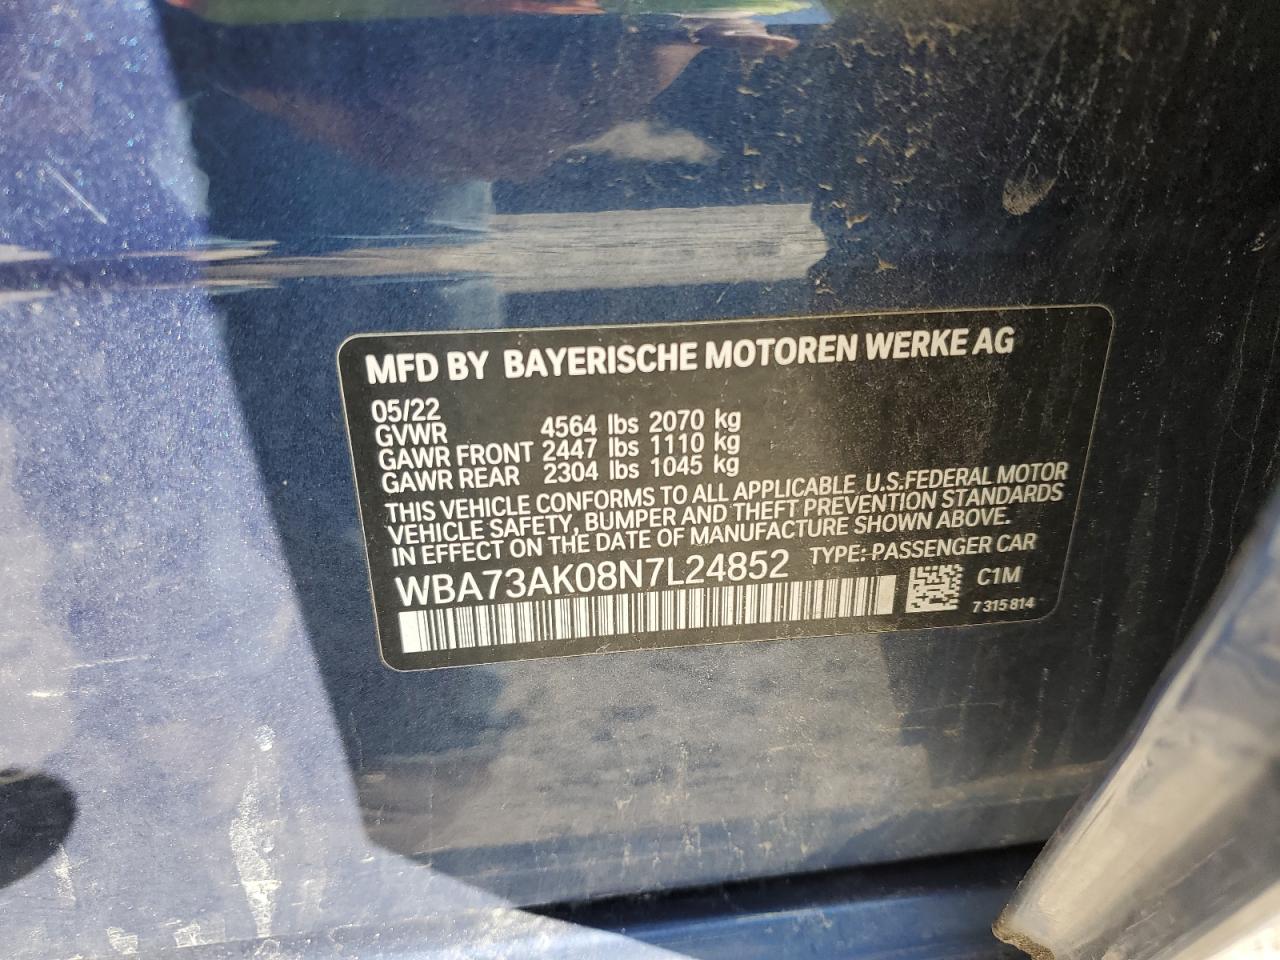 MFD BY BAYERISCHE MOTOREN WERKE AG
05/22
GVWR 4564 lbs 2070 kg
GAWR FRONT 2447 lbs 1110 kg
GAWR REAR 2304 lbs 1045 kg
THIS VEHICLE CONFORMS TO ALL APPLICABLE U.S.FEDERAL MOTOR
VEHICLE SAFETY, BUMPER AND THEFT PREVENTION STANDARDS
IN EFFECT ON THE DATE OF MANUFACTURE SHOWN ABOVE.
WBA73AK08N7L24852 TYPE: PASSENGER CAR
C1M
7 315 814